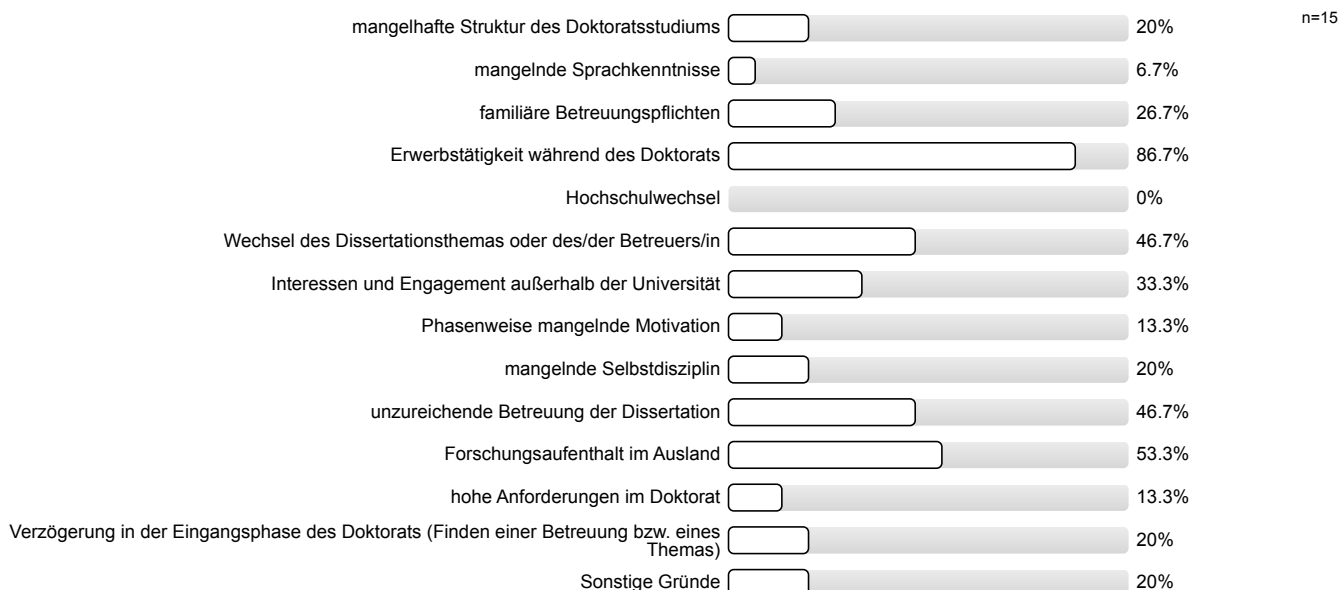 mangelhafte Struktur des Doktoratsstudiums 20% n=15
mangelnde Sprachkenntnisse 6.7%
familiäre Betreuungspflichten 26.7%
Erwerbstätigkeit während des Doktorats 86.7%
Hochschulwechsel 0%
Wechsel des Dissertationsthemas oder des/der Betreuers/in 46.7%
Interessen und Engagement außerhalb der Universität 33.3%
Phasenweise mangelnde Motivation 13.3%
mangelnde Selbstdisziplin 20%
unzureichende Betreuung der Dissertation 46.7%
Forschungsaufenthalt im Ausland 53.3%
hohe Anforderungen im Doktorat 13.3%
Verzögerung in der Eingangsphase des Doktorats (Finden einer Betreuung bzw. eines
Themas) 20%
Sonstige Gründe 20%